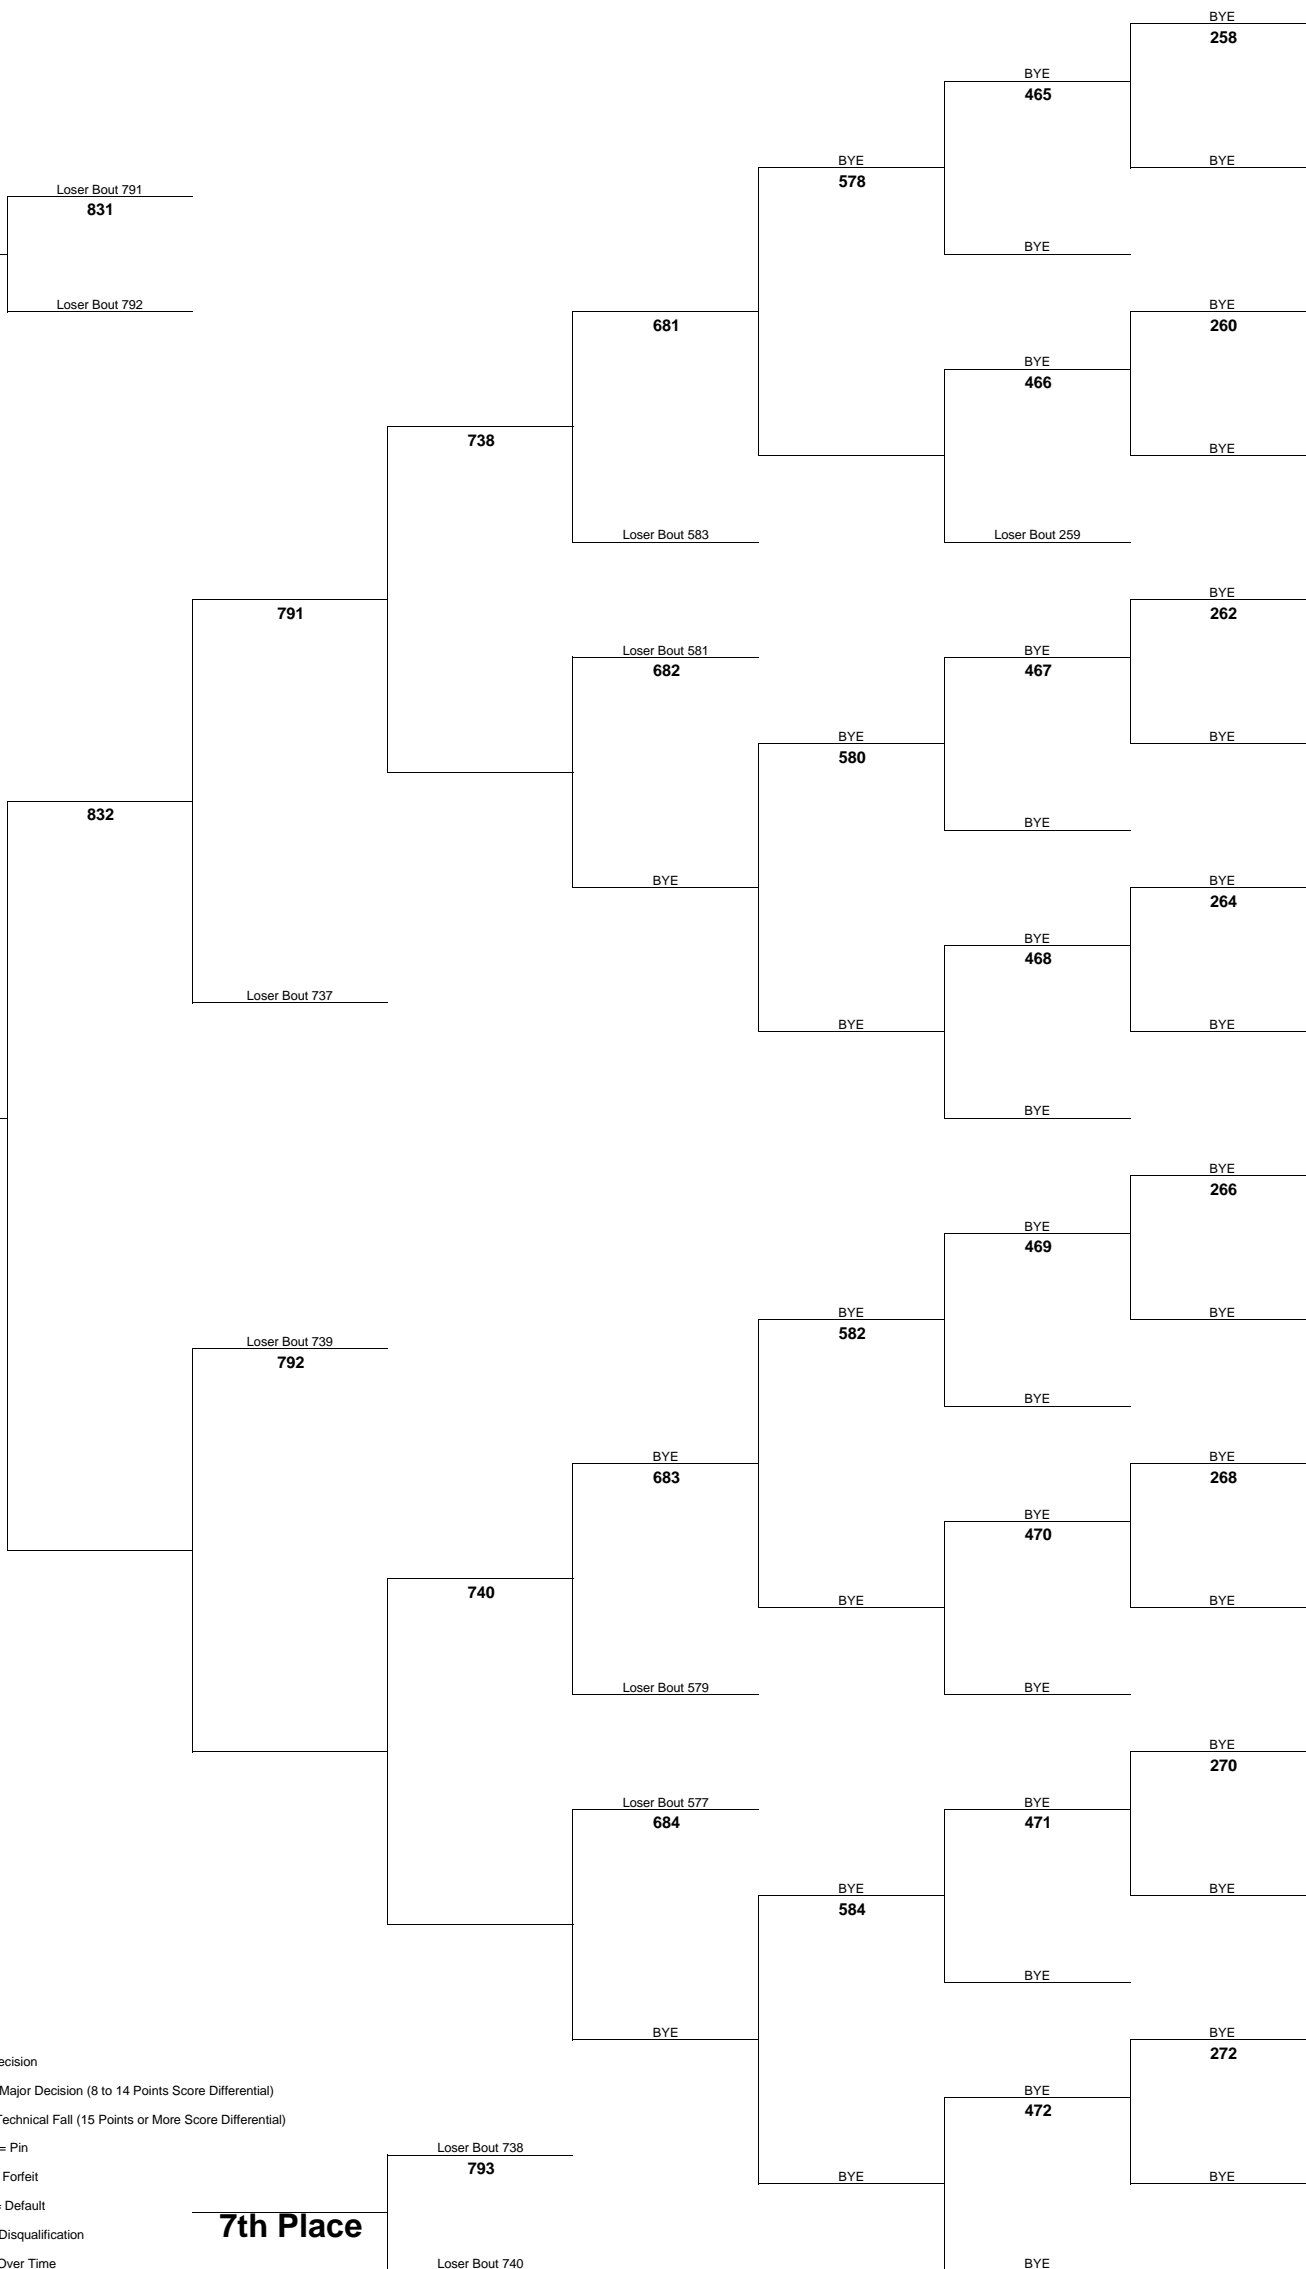 BYE
258
BYE
465
BYE
578
BYE
Loser Bout 791
831
BYE
Loser Bout 792
681
BYE
260
BYE
466
738
BYE
Loser Bout 583
Loser Bout 259
791
BYE
262
Loser Bout 581
682
BYE
467
BYE
580
BYE
832
BYE
BYE
BYE
264
BYE
468
Loser Bout 737
BYE
BYE
BYE
BYE
266
BYE
469
Loser Bout 739
792
BYE
582
BYE
BYE
BYE
683
BYE
268
BYE
470
740
BYE
BYE
Loser Bout 579
BYE
BYE
270
Loser Bout 577
684
BYE
471
BYE
584
BYE
BYE
BYE
BYE
272
ecision
Major Decision (8 to 14 Points Score Differential)
BYE
472
Technical Fall (15 Points or More Score Differential)
= Pin
Loser Bout 738
793
Forfeit
BYE
BYE
= Default
7th Place
Disqualification
Over Time
Loser Bout 740
BYE